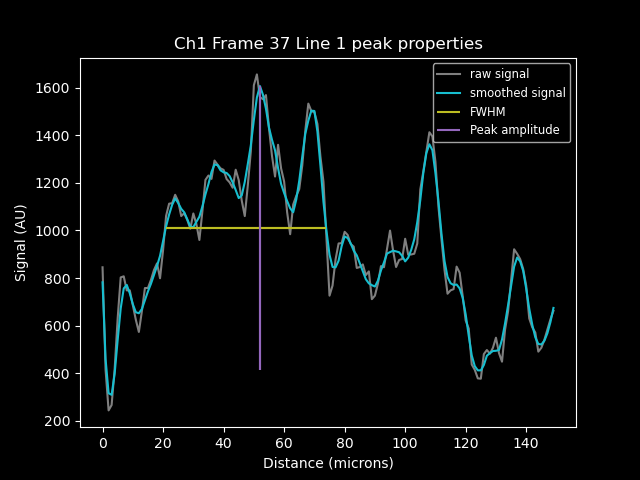 Ch1 Frame 37 Line 1 peak properties
raw signal
smoothed signal
FWHM
Peak amplitude
Signal (AU)
1600
1400
1200
1000
800
600
400
200
0 20 40 60 80 100 120 140
Distance (microns)